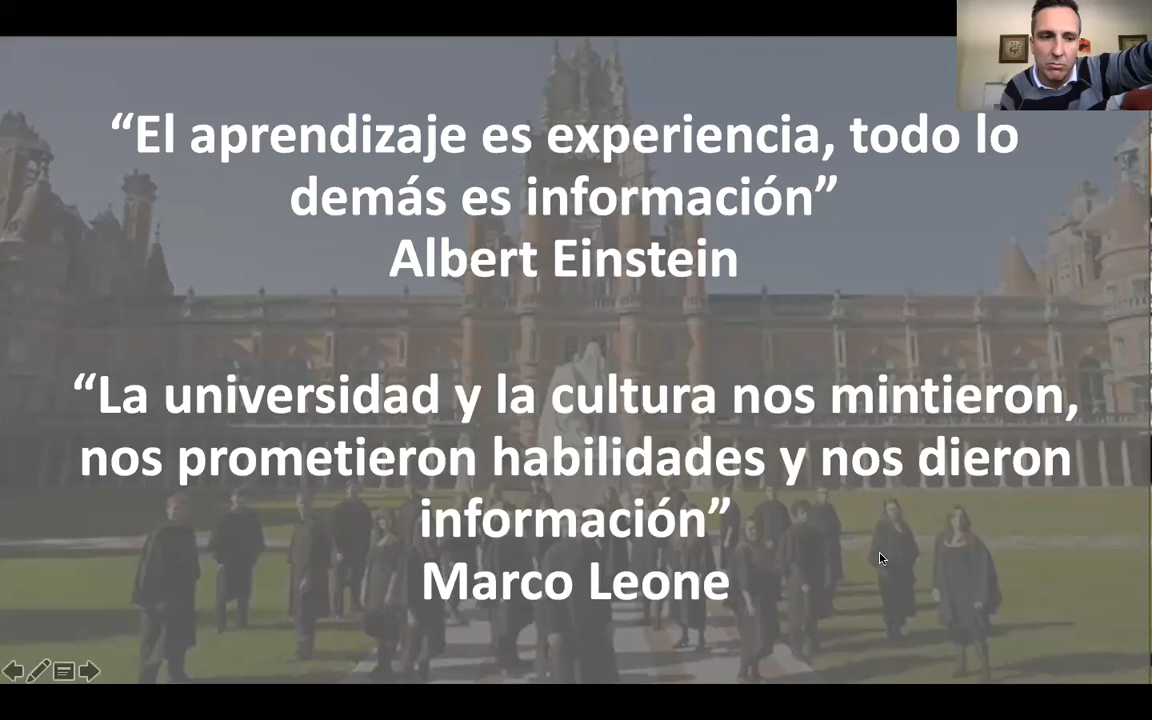 “El aprendizaje es experiencia, todo lo
demás es información”
Albert Einstein
“La universidad y la cultura nos mintieron,
nos prometieron habilidades y nos dieron
información”
Marco Leone